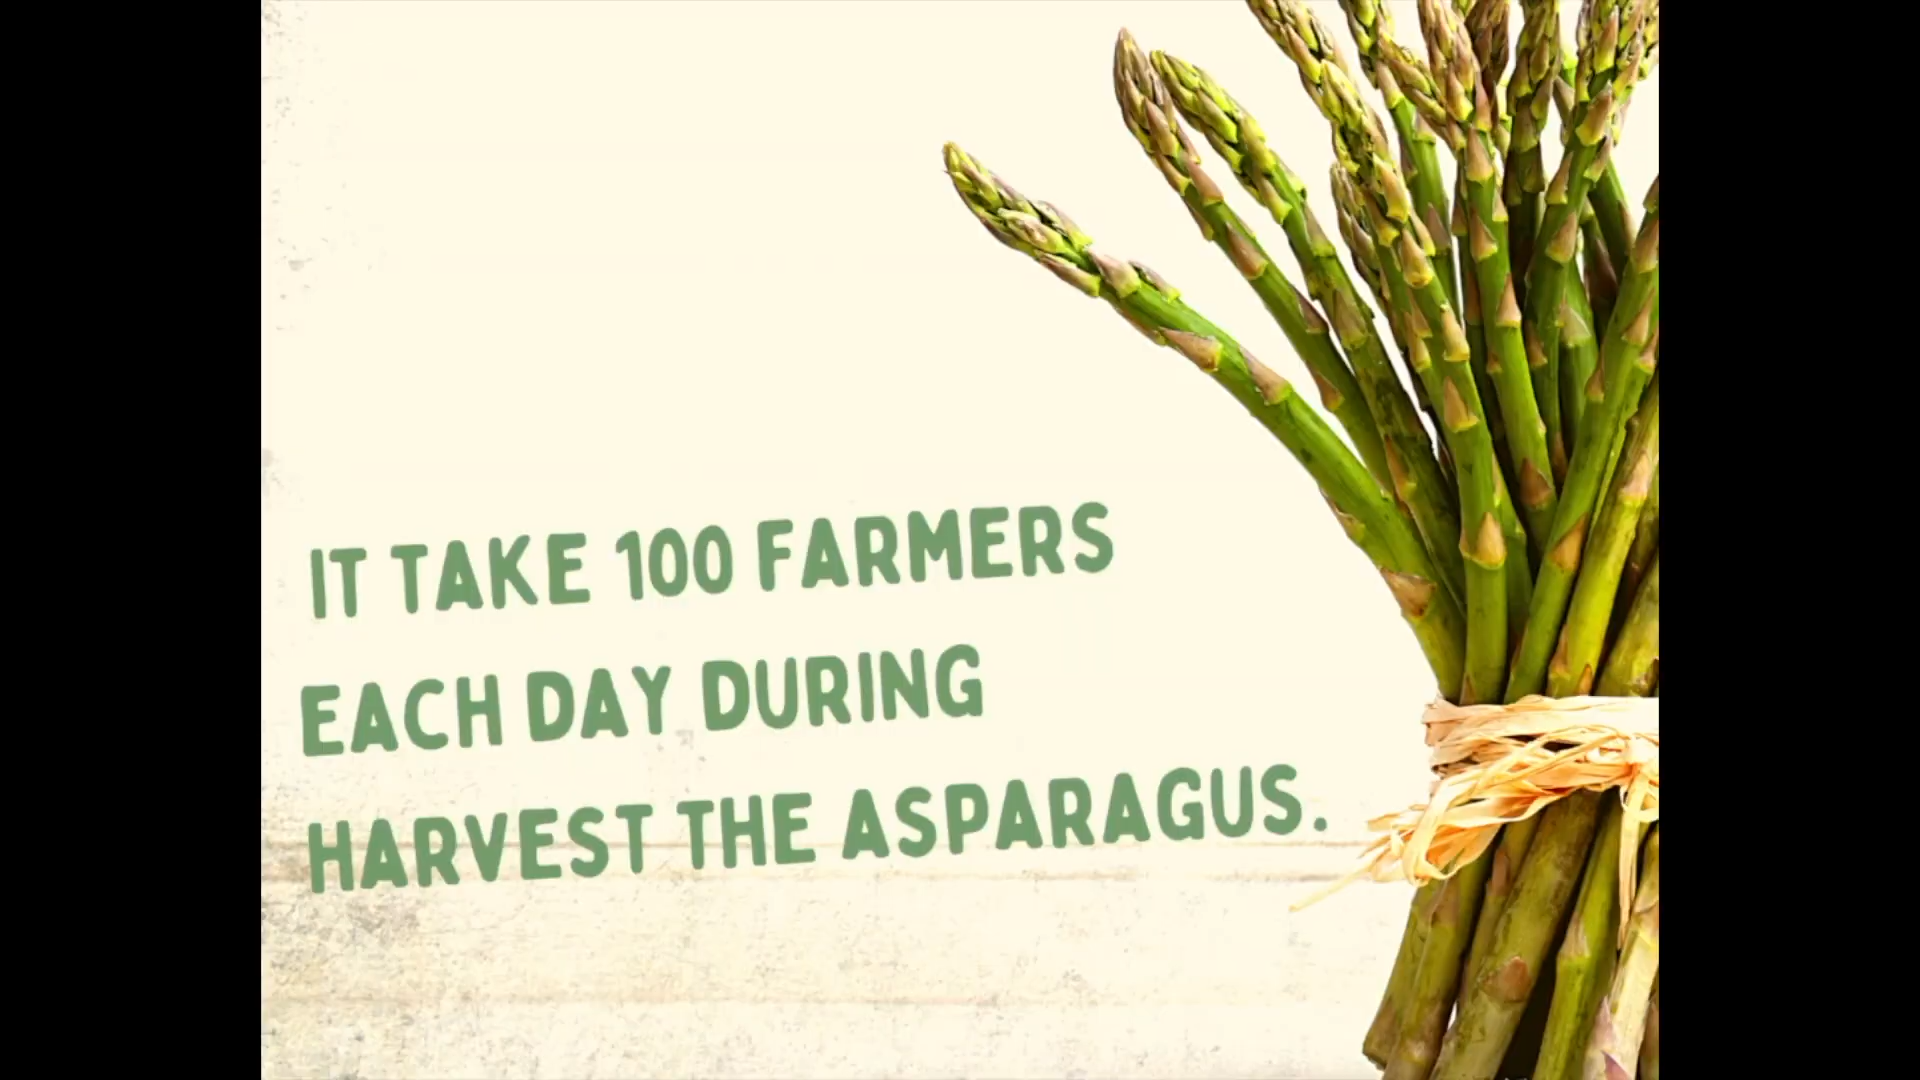 IT TAKE 100 FARMERS
EACH DAY DURING
HARVEST THE ASPARAGUS.